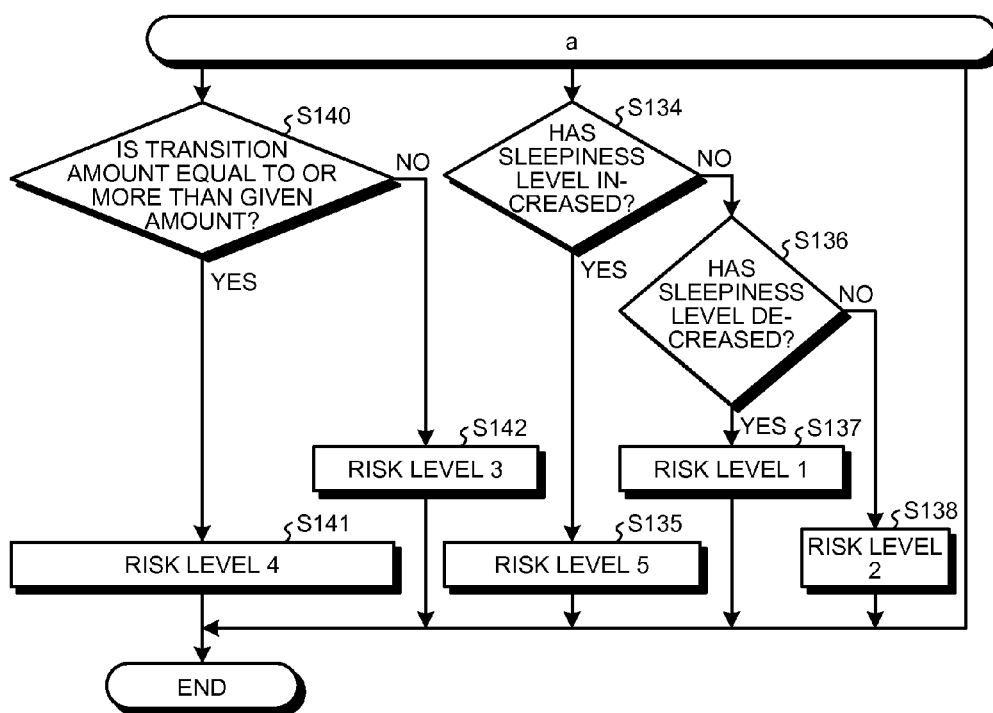 a
S140
IS TRANSITION
AMOUNT EQUAL TO OR
MORE THAN GIVEN
AMOUNT?
NO
YES
S134
HAS
SLEEPINESS
LEVEL IN-
CREASED?
NO
YES
S136
HAS
SLEEPINESS
LEVEL DE-
CREASED?
NO
YES
S142
RISK LEVEL 3
S137
RISK LEVEL 1
S141
RISK LEVEL 4
S135
RISK LEVEL 5
S138
RISK LEVEL
2
END